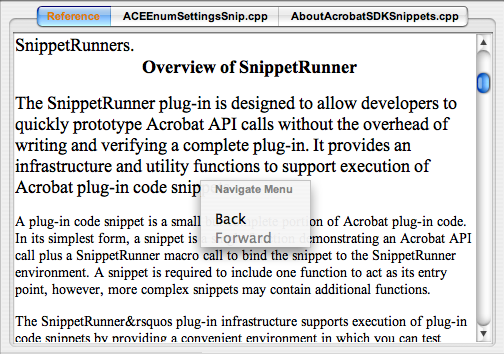 Reference ACEEnumSettingsSnip.cpp AboutAcrobatSDKSnippets.cpp
SnippetRunners.
Overview of SnippetRunner
The SnippetRunner plug-in is designed to allow developers to
quickly prototype Acrobat API calls without the overhead of
writing and verifying a complete plug-in. It provides an
infrastructure and utility functions to support execution of
Acrobat plug-in code
Navigate Menu
Back
Forward
A plug-in code snippet is a small portion of Acrobat plug-in code.
In its simplest form, a snippet is demonstrating an Acrobat API
call plus a SnippetRunner macro call to bind the snippet to the SnippetRunner
environment. A snippet is required to include one function to act as its entry
point, however, more complex snippets may contain additional functions.
The SnippetRunner&rsquos plug-in infrastructure supports execution of plug-in
code snippets by providing a convenient environment in which you can test